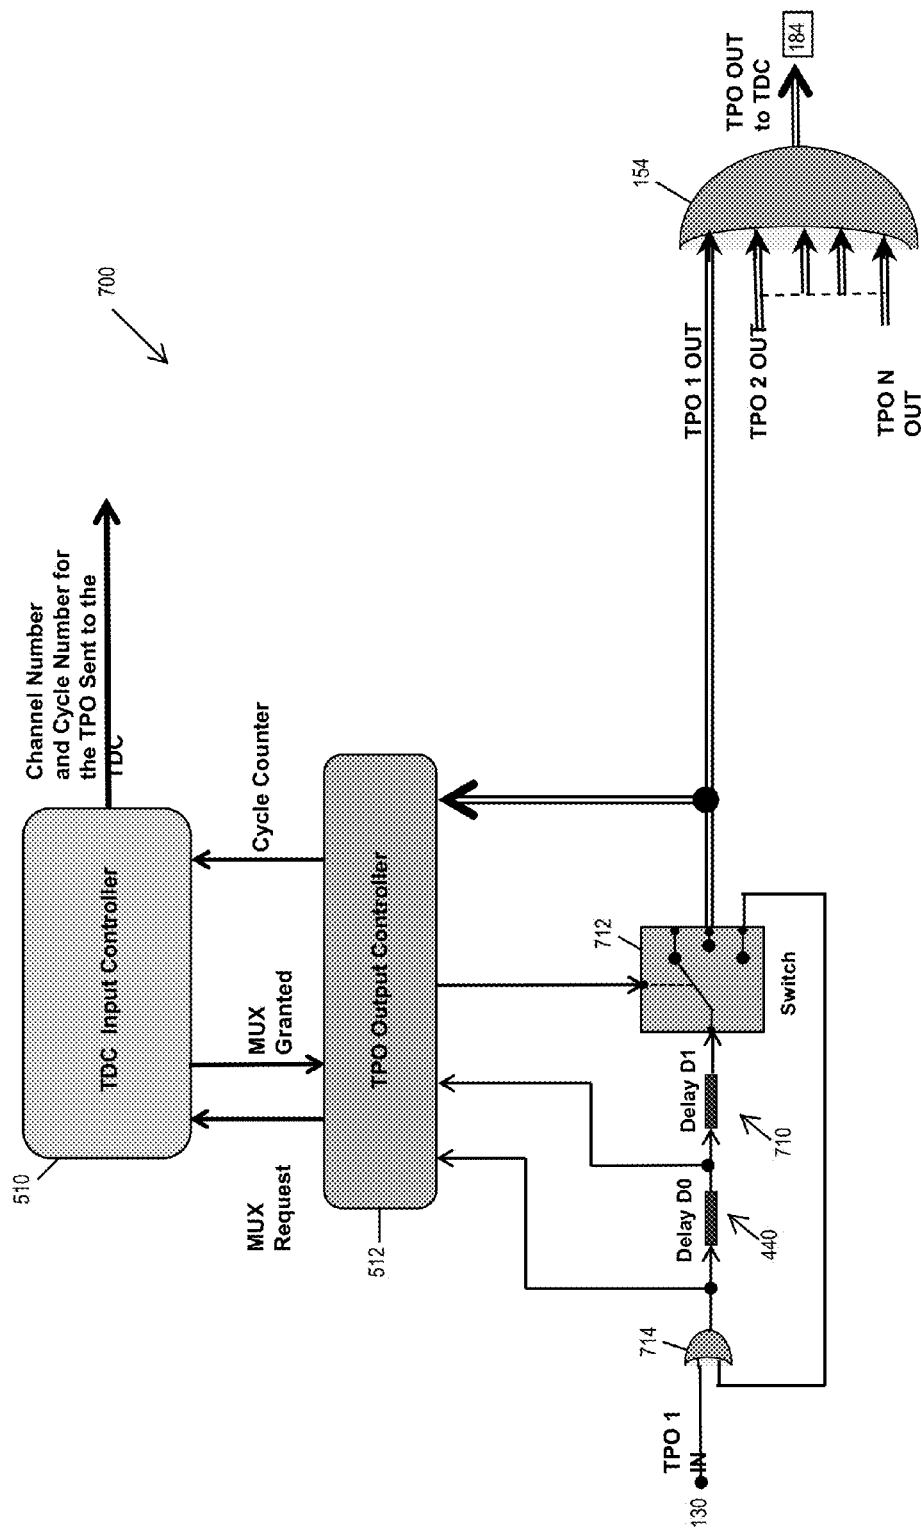 700
Channel Number
and Cycle Number for
the TPO Sent to the
TDC
510
TDC Input Controller
MUX
Request
MUX
Granted
Cycle Counter
512
TPO Output Controller
130
TPO 1
IN
714
Delay D0
440
Delay D1
710
712
Switch
TPO 1 OUT
TPO 2 OUT
TPO N
OUT
154
TPO OUT
to TDC
184